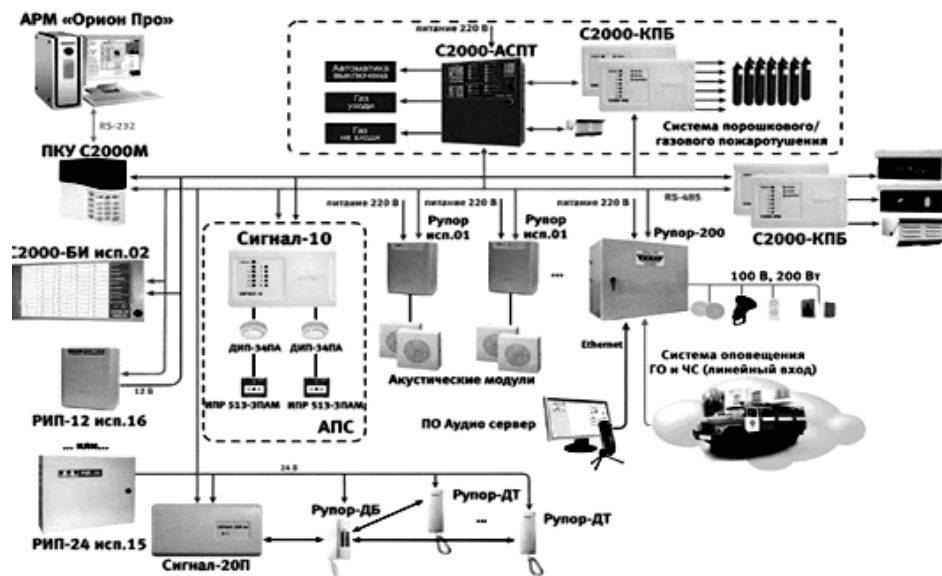 АРМ «Орион Про»
питание 220 В
С2000-АСПТ
С2000-КПБ
Автоматика
выключена
Газ
уходи
Газ
не входи
Система порошкового/
газового пожаротушения
RS-232
ПКУ С2000М
RS-485
С2000-КПБ
питание 220 В
питание 220 В
питание 220 В
Рупор
исп.01
Рупор
исп.01
...
Рупор-200
100 В, 200 Вт
С2000-БИ исп.02
Сигнал-10
ДИП-34ПА
ДИП-34ПА
ИПР 513-3ПАМ
ИПР 513-3ПАМ
АПС
Акустические модули
Ethernet
Система оповещения
ГО и ЧС (линейный вход)
ПО Аудио сервер
12 В
РИП-12 исп.16
... или...
РИП-24 исп.15
24 В
Сигнал-20П
Рупор-ДБ
Рупор-ДТ
...
Рупор-ДТ